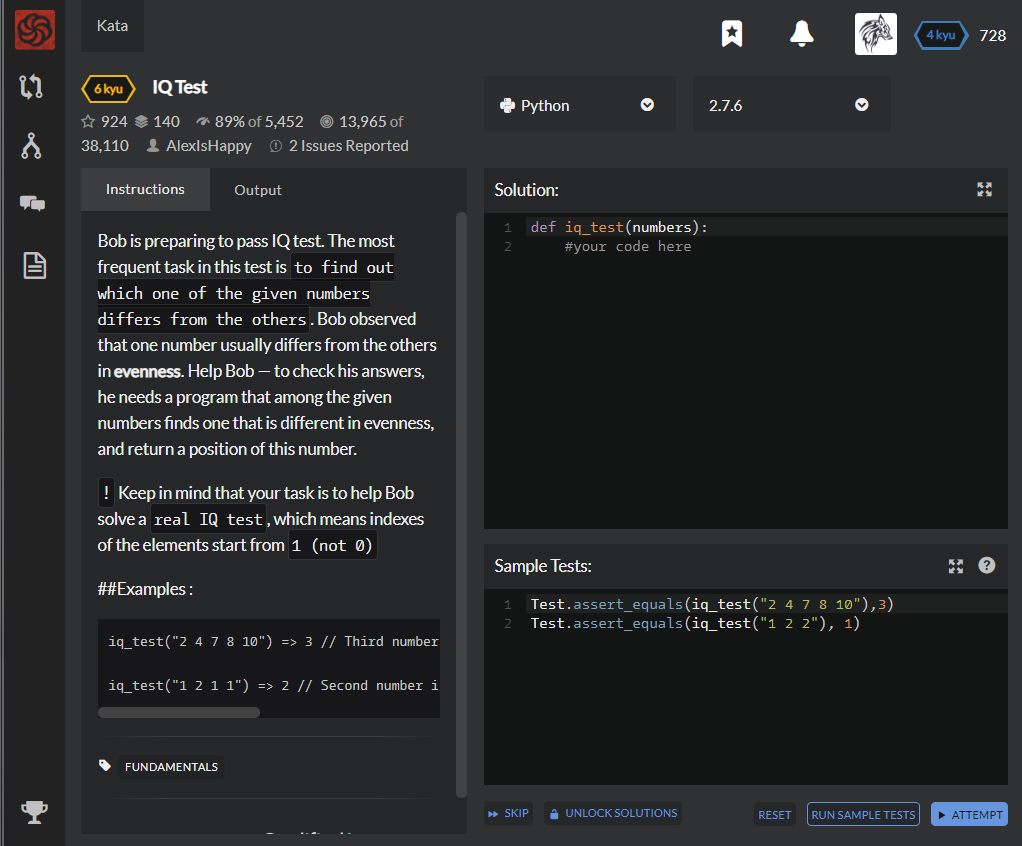 Kata
4 kyu 728
6 kyu IQ Test
924 140 89% of 5,452 13,965 of
38,110 AlexIsHappy 2 Issues Reported
Python 2.7.6
Instructions Output
Bob is preparing to pass IQ test. The most
frequent task in this test is to find out
which one of the given numbers
differs from the others. Bob observed
that one number usually differs from the others
in evenness. Help Bob — to check his answers,
he needs a program that among the given
numbers finds one that is different in evenness,
and return a position of this number.
! Keep in mind that your task is to help Bob
solve a real IQ test, which means indexes
of the elements start from 1 (not 0)
##Examples :
iq_test("2 4 7 8 10") => 3 // Third number
iq_test("1 2 1 1") => 2 // Second number i
FUNDAMENTALS
Solution:
1 def iq_test(numbers):
2 #your code here
Sample Tests:
1 Test.assert_equals(iq_test("2 4 7 8 10"),3)
2 Test.assert_equals(iq_test("1 2 2"), 1)
SKIP UNLOCK SOLUTIONS RESET RUN SAMPLE TESTS ATTEMPT